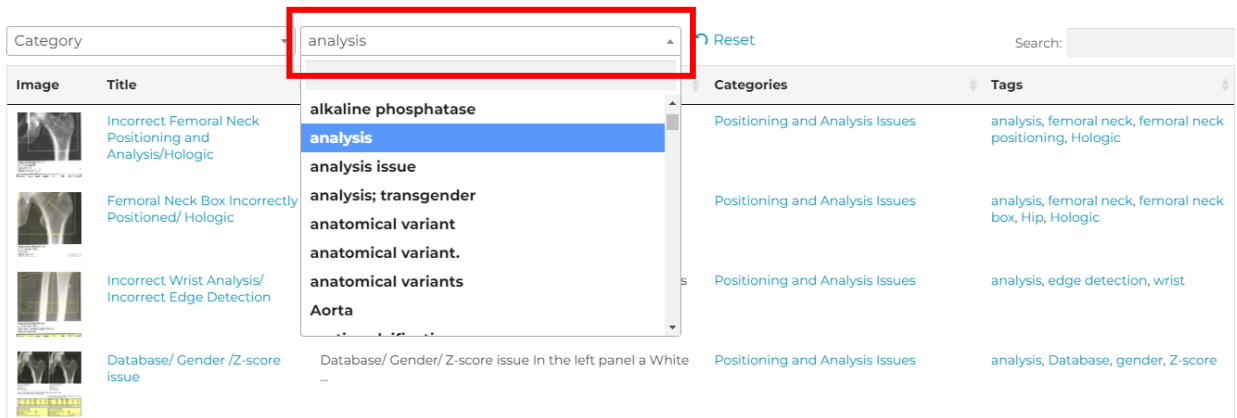 Category
analysis
Reset
Search:
Image Title Categories Tags
alkaline phosphatase
analysis
analysis issue
analysis; transgender
anatomical variant
anatomical variant.
anatomical variants
Aorta
Incorrect Femoral Neck
Positioning and
Analysis/Hologic
Positioning and Analysis Issues
analysis, femoral neck, femoral neck
positioning, Hologic
Femoral Neck Box Incorrectly
Positioned/ Hologic
Positioning and Analysis Issues
analysis, femoral neck, femoral neck
box, Hip, Hologic
Incorrect Wrist Analysis/
Incorrect Edge Detection
s
Positioning and Analysis Issues
analysis, edge detection, wrist
Database/ Gender /Z-score
issue
Database/ Gender/ Z-score issue In the left panel a White
...
Positioning and Analysis Issues
analysis, Database, gender, Z-score